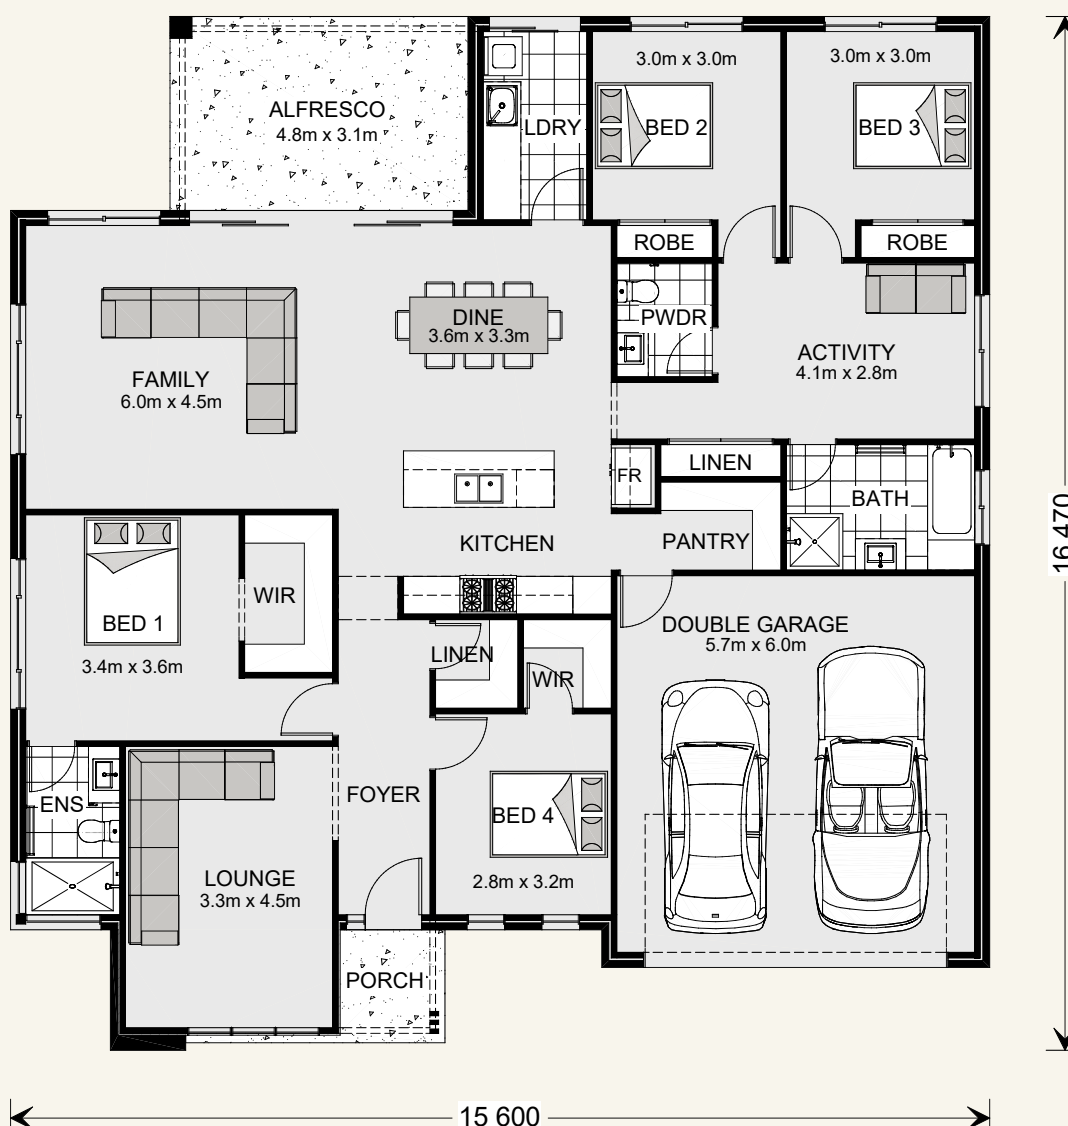 ALFRESCO
4.8m x 3.1m
LDRY
3.0m x 3.0m
BED 2
3.0m x 3.0m
BED 3
ROBE
ROBE
PWDR
DINE
3.6m x 3.3m
FAMILY
6.0m x 4.5m
ACTIVITY
4.1m x 2.8m
FR
LINEN
BATH
KITCHEN
PANTRY
16 470
WIR
BED 1
3.4m x 3.6m
LINEN
WIR
DOUBLE GARAGE
5.7m x 6.0m
ENS
FOYER
BED 4
2.8m x 3.2m
LOUNGE
3.3m x 4.5m
PORCH
15 600